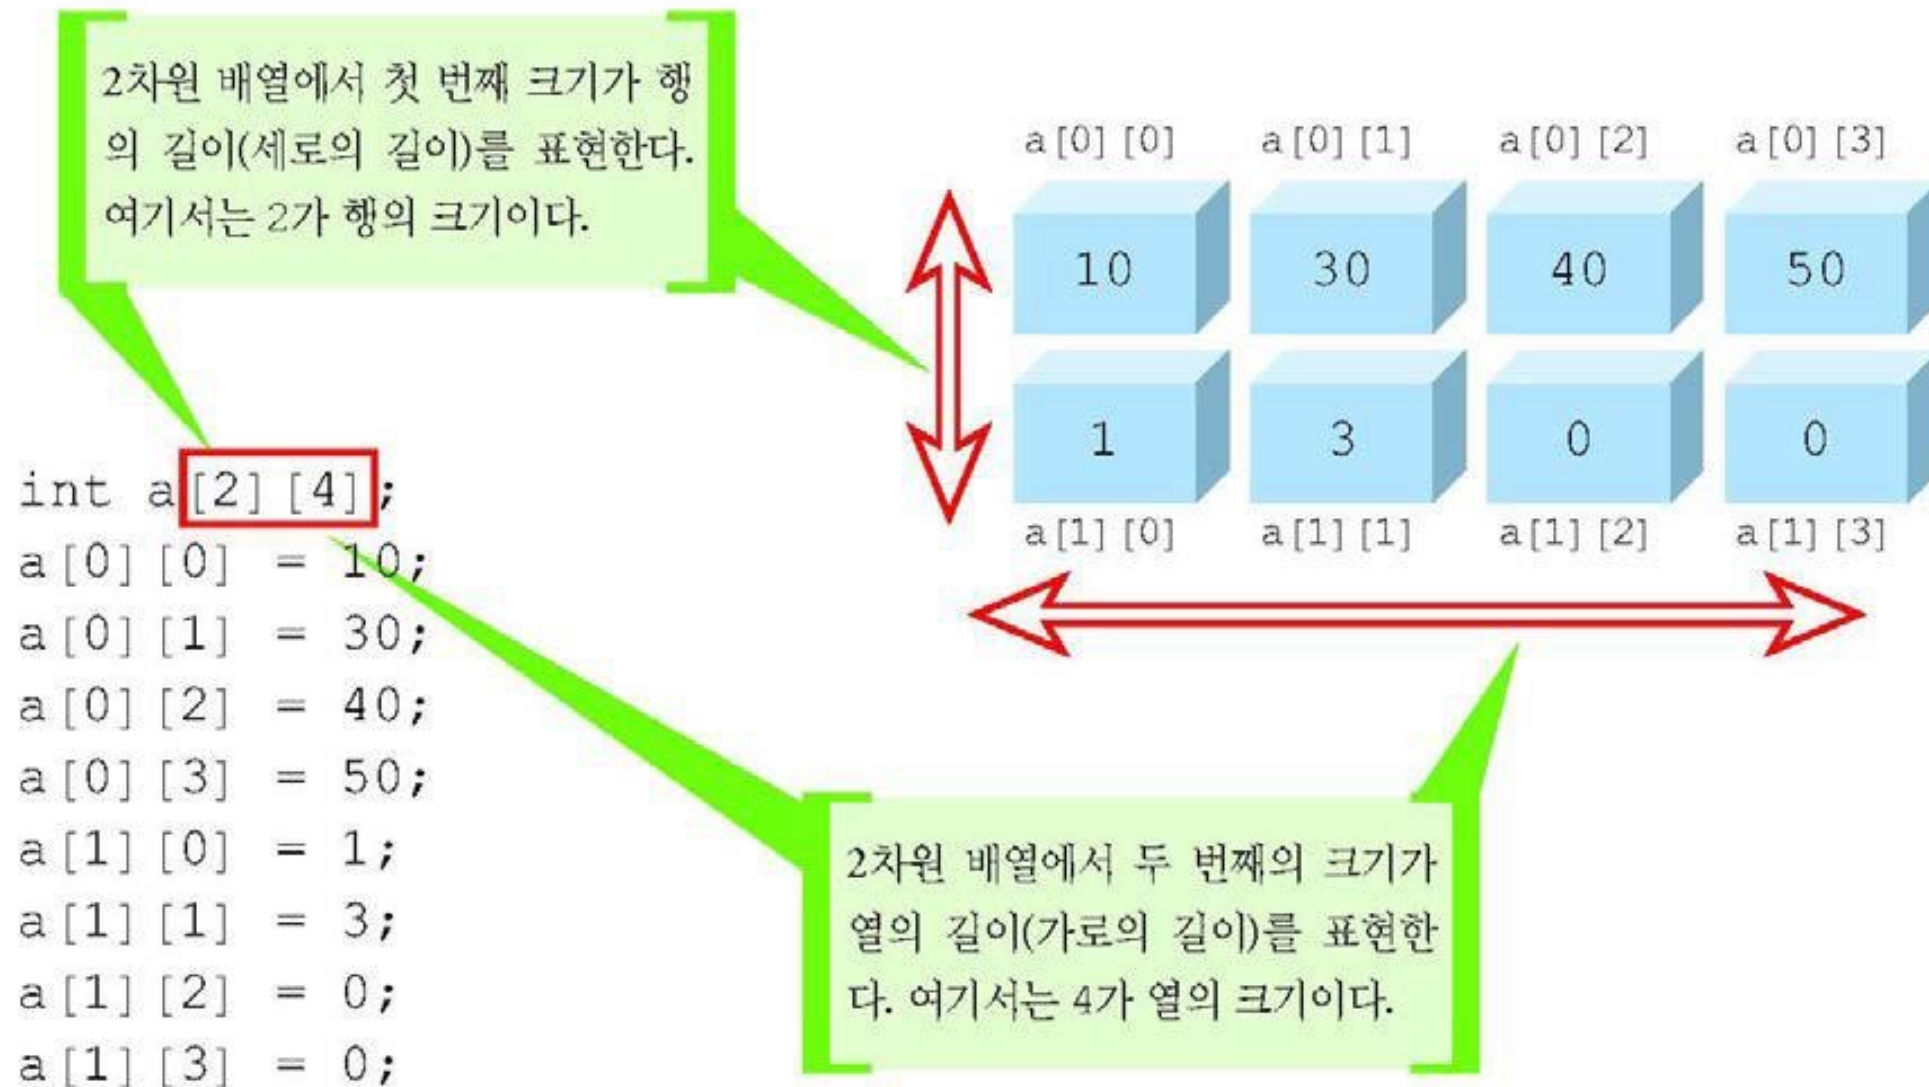 2차원 배열에서 첫 번째 크기가 행
의 길이(세로의 길이)를 표현한다.
여기서는 2가 행의 크기이다.
a[0][0] a[0][1] a[0][2] a[0][3]
10 30 40 50
1 3 0 0
a[1][0] a[1][1] a[1][2] a[1][3]
int a[2][4];
a[0][0] = 10;
a[0][1] = 30;
a[0][2] = 40;
a[0][3] = 50;
a[1][0] = 1;
a[1][1] = 3;
a[1][2] = 0;
a[1][3] = 0;
2차원 배열에서 두 번째의 크기가
열의 길이(가로의 길이)를 표현한
다. 여기서는 4가 열의 크기이다.